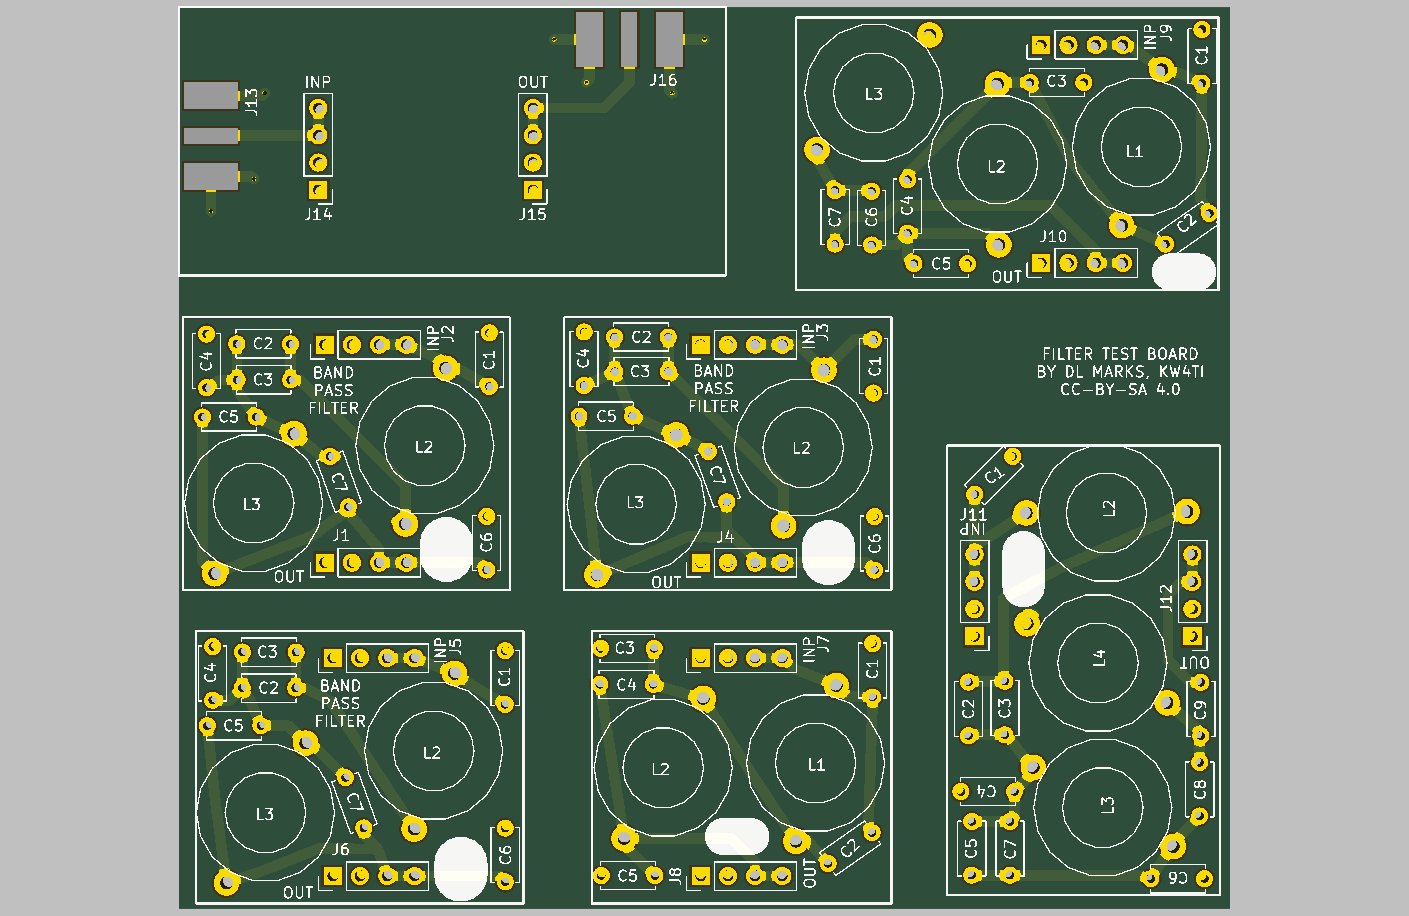 J16
J13
INP
OUT
J14
J15
INP
J9
C1
C3
L3
L2
L1
C7
C6
C4
C2
C5
J10
OUT
C4
C2
C3
INP
J2
C1
BAND
PASS
FILTER
C5
L2
L3
C7
J1
C6
OUT
C4
C2
C3
INP
J3
C1
BAND
PASS
FILTER
C5
L2
L3
C7
J4
C6
OUT
FILTER TEST BOARD
BY DL MARKS, KW4TI
CC-BY-SA 4.0
C4
C3
C2
INP
J5
C1
BAND
PASS
FILTER
C5
L2
L3
C7
J6
C6
OUT
C3
C4
INP
J7
C1
L2
L1
C2
C5
J8
OUT
C1
J11
INP
L2
J12
OUT
L4
C2
C3
C9
C4
L3
C8
C5
C7
C6